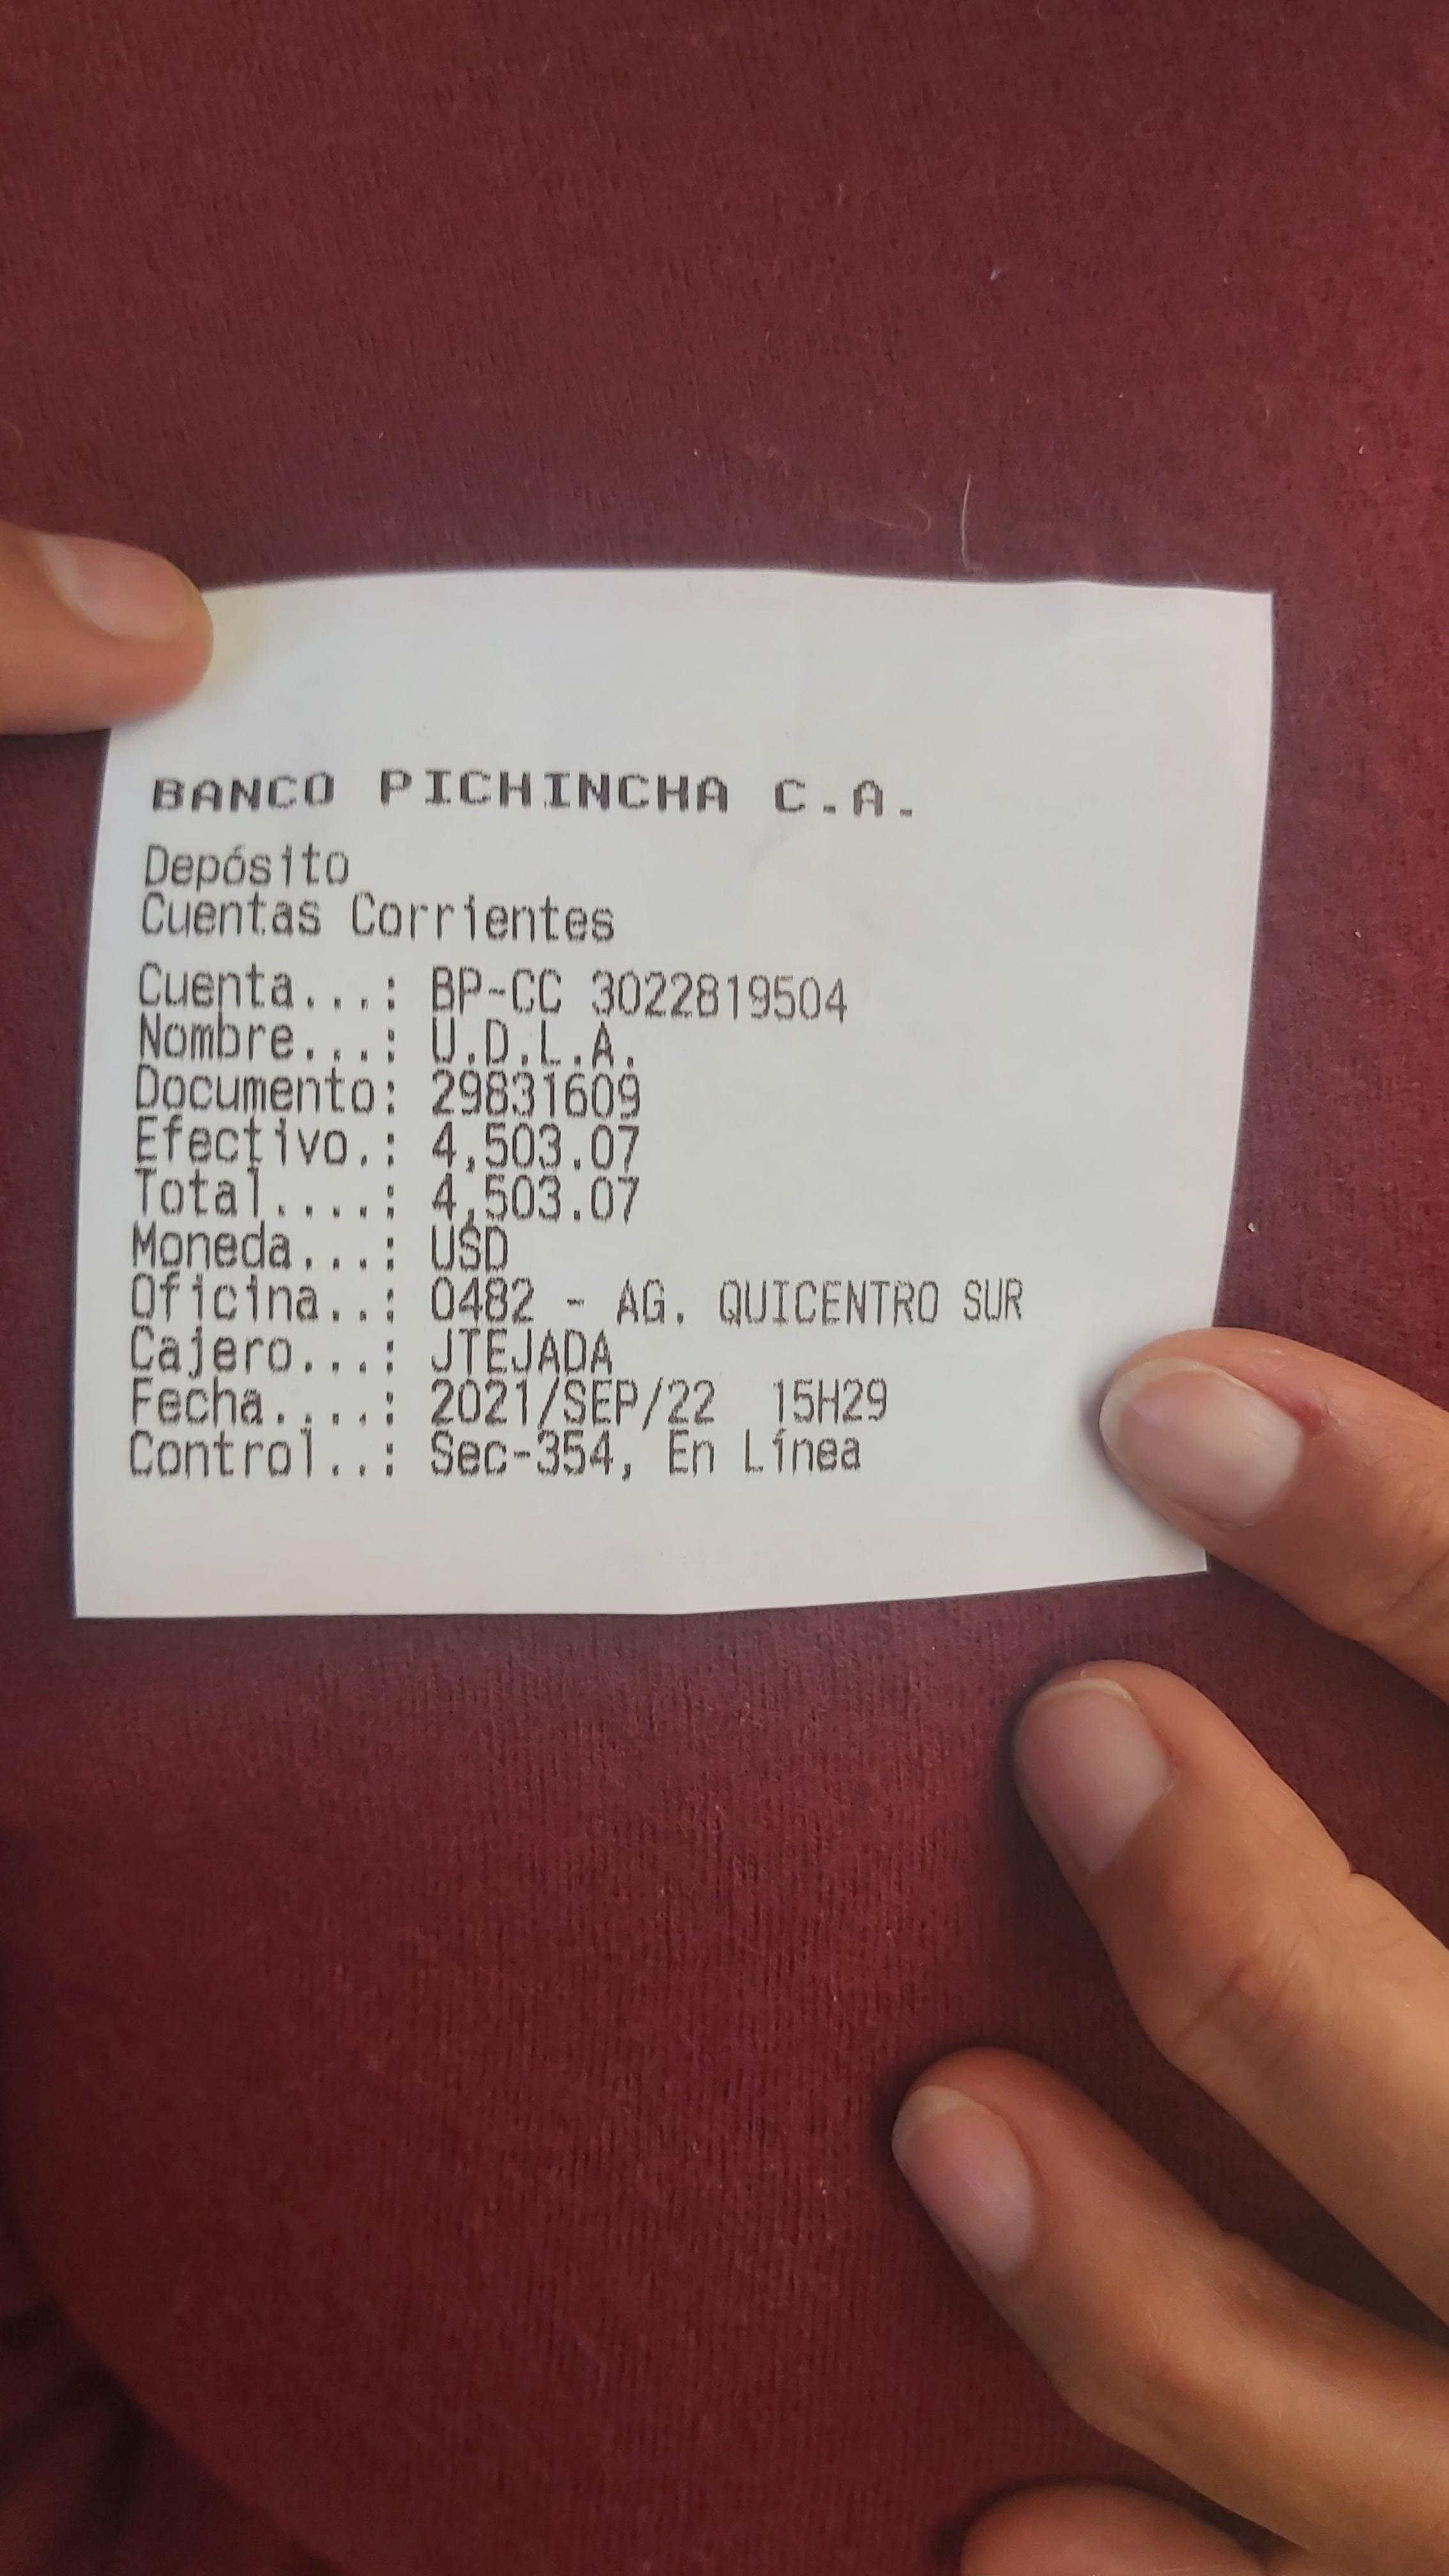 BANCO PICHINCHA C.A.
Depósito
Cuentas Corrientes
Cuenta...: BP-CC 3022819504
Nombre...: U.D.L.A.
Documento: 29831609
Efectivo.: 4,503.07
Total....: 4,503.07
Moneda...: USD
Oficina..: 0482 - AG. QUICENTRO SUR
Cajero...: JTEJADA
Fecha....: 2021/SEP/22 15H29
Control..: Sec-354, En Línea